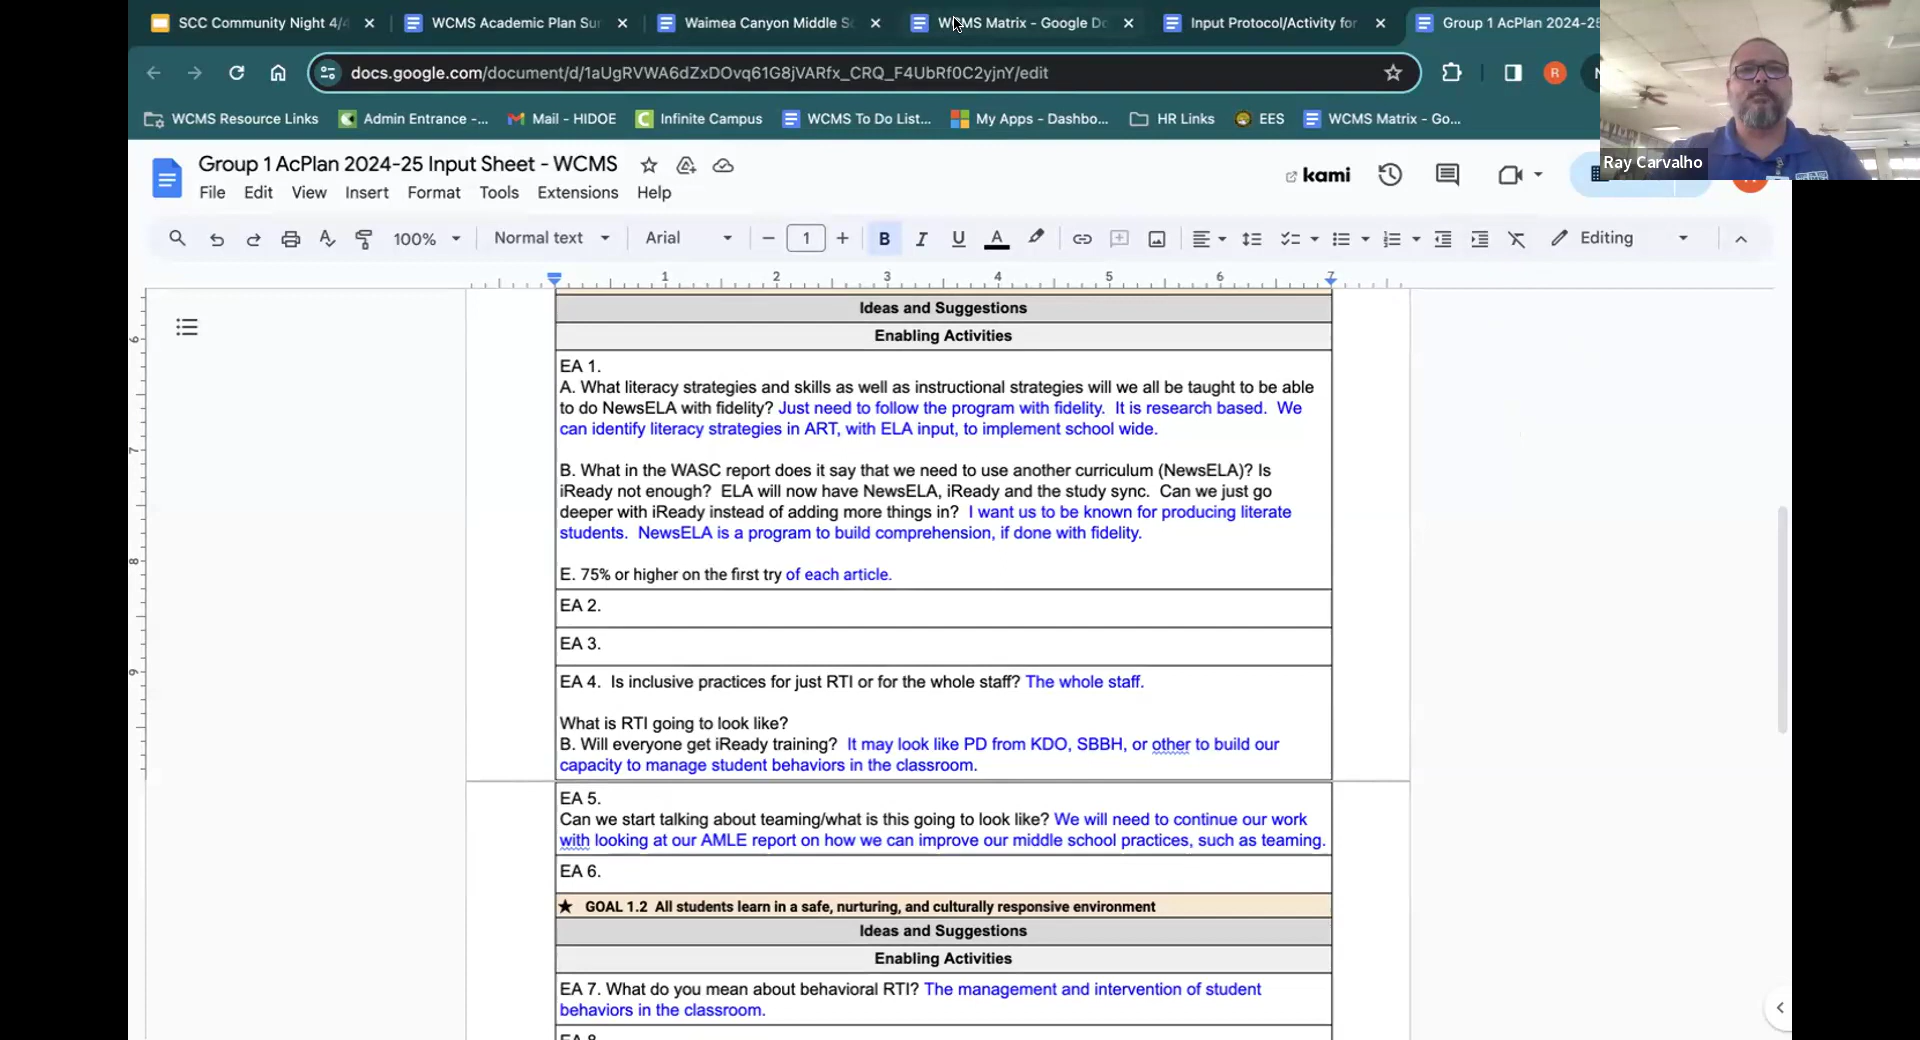 SCC Community Night 4/
WCMS Academic Plan Su
Waimea Canyon Middle S
WCMS Matrix - Google Do
Input Protocol/Activity for
Group 1 AcPlan 2024-25
docs.google.com/document/d/1aUgRVWA6dZxDOvq61G8jVARfx_CRQ_F4UbRf0C2yjnY/edit
R
WCMS Resource Links
Admin Entrance -...
Mail - HIDOE
Infinite Campus
WCMS To Do List...
My Apps - Dashbo...
HR Links
EES
WCMS Matrix - Go...
Ray Carvalho
Group 1 AcPlan 2024-25 Input Sheet - WCMS
kami
File Edit View Insert Format Tools Extensions Help
100% Normal text Arial 1 B I U A Editing
1 2 3 4 5 6 7
6
7
8
9
Ideas and Suggestions
Enabling Activities
EA 1.
A. What literacy strategies and skills as well as instructional strategies will we all be taught to be able
to do NewsELA with fidelity? Just need to follow the program with fidelity. It is research based. We
can identify literacy strategies in ART, with ELA input, to implement school wide.
B. What in the WASC report does it say that we need to use another curriculum (NewsELA)? Is
iReady not enough? ELA will now have NewsELA, iReady and the study sync. Can we just go
deeper with iReady instead of adding more things in? I want us to be known for producing literate
students. NewsELA is a program to build comprehension, if done with fidelity.
E. 75% or higher on the first try of each article.
EA 2.
EA 3.
EA 4. Is inclusive practices for just RTI or for the whole staff? The whole staff.
What is RTI going to look like?
B. Will everyone get iReady training? It may look like PD from KDO, SBBH, or other to build our
capacity to manage student behaviors in the classroom.
EA 5.
Can we start talking about teaming/what is this going to look like? We will need to continue our work
with looking at our AMLE report on how we can improve our middle school practices, such as teaming.
EA 6.
★ GOAL 1.2 All students learn in a safe, nurturing, and culturally responsive environment
Ideas and Suggestions
Enabling Activities
EA 7. What do you mean about behavioral RTI? The management and intervention of student
behaviors in the classroom.
EA 8